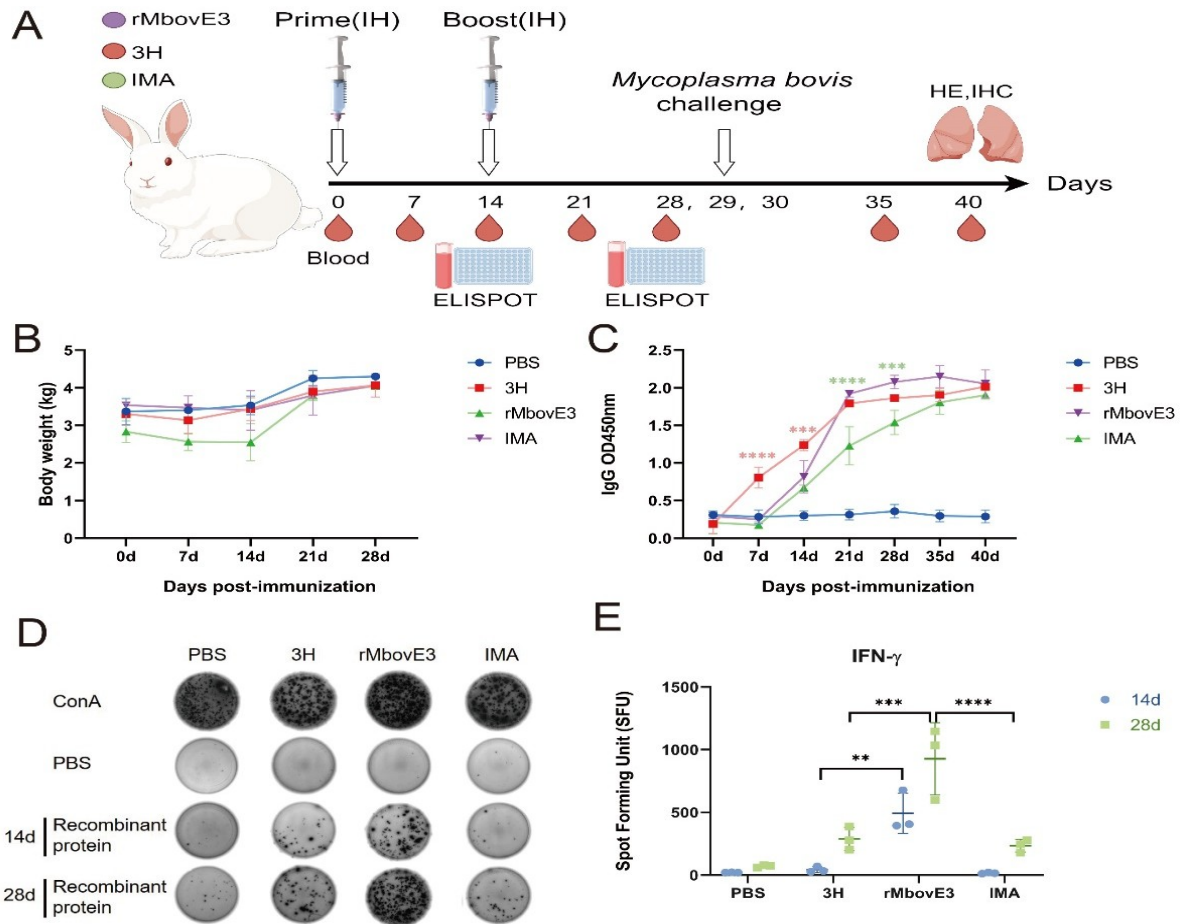 A
rMbovE3
3H
IMA
Prime(IH)
Boost(IH)
Mycoplasma bovis
challenge
HE,IHC
0 7 14 21 28, 29, 30 35 40
Days
Blood
ELISPOT
ELISPOT
B
Body weight (kg)
5
4
3
2
1
0
0d 7d 14d 21d 28d
Days post-immunization
PBS
3H
rMbovE3
IMA
C
IgG OD450nm
2.5
2.0
1.5
1.0
0.5
0.0
****
***
****
***
0d 7d 14d 21d 28d 35d 40d
Days post-immunization
PBS
3H
rMbovE3
IMA
D
PBS 3H rMbovE3 IMA
ConA
PBS
14d
Recombinant
protein
28d
Recombinant
protein
E
IFN-γ
Spot Forming Unit (SFU)
1500
1000
500
0
**
***
****
PBS 3H rMbovE3 IMA
14d
28d